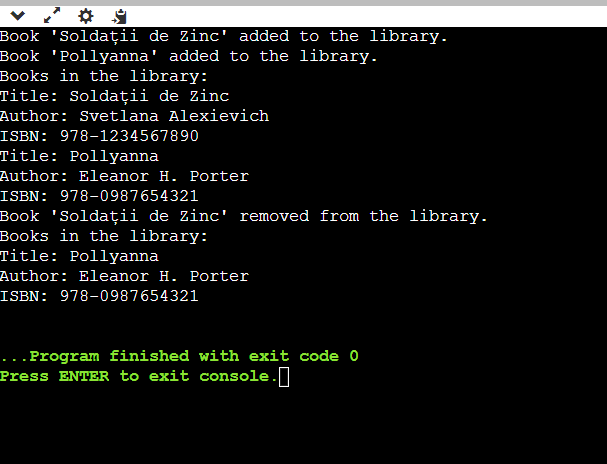 Book 'Soldații de Zinc' added to the library.
Book 'Pollyanna' added to the library.
Books in the library:
Title: Soldații de Zinc
Author: Svetlana Alexievich
ISBN: 978-1234567890
Title: Pollyanna
Author: Eleanor H. Porter
ISBN: 978-0987654321
Book 'Soldații de Zinc' removed from the library.
Books in the library:
Title: Pollyanna
Author: Eleanor H. Porter
ISBN: 978-0987654321
...Program finished with exit code 0
Press ENTER to exit console.